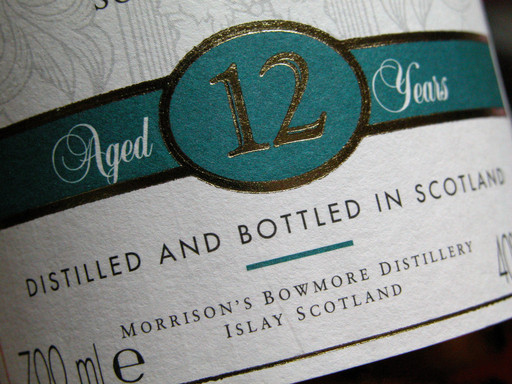 Aged 12 Years
DISTILLED AND BOTTLED IN SCOTLAND
MORRISON'S BOWMORE DISTILLERY
ISLAY SCOTLAND
700 ml e